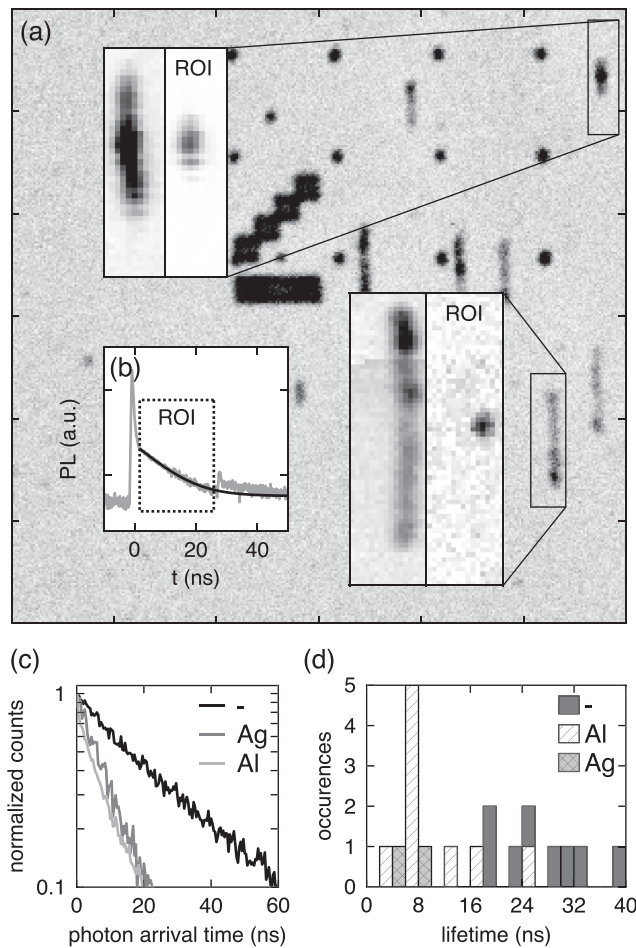 (a)
ROI
ROI
(b)
ROI
PL (a.u.)
0 20 40
t (ns)
(c)
(d)
1
0.1
normalized counts
-
Ag
Al
0 20 40 60
photon arrival time (ns)
5
4
3
2
1
0
occurences
-
Al
Ag
0 8 16 24 32 40
lifetime (ns)